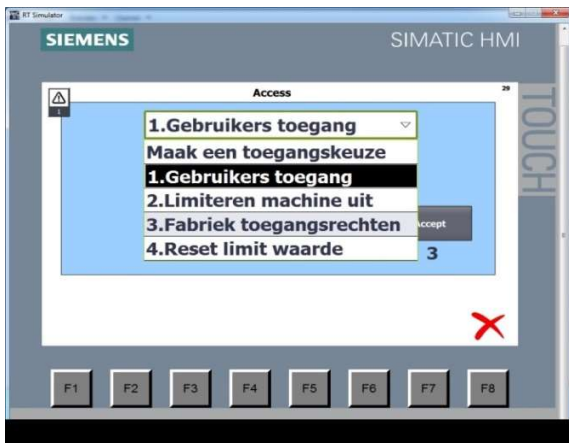 RT Simulator
SIEMENS
SIMATIC HMI
TOUCH
Access
29
1
1.Gebruikers toegang
Maak een toegangskeuze
1.Gebruikers toegang
2.Limiteren machine uit
3.Fabriek toegangsrechten
Accept
4.Reset limit waarde
3
F1 F2 F3 F4 F5 F6 F7 F8